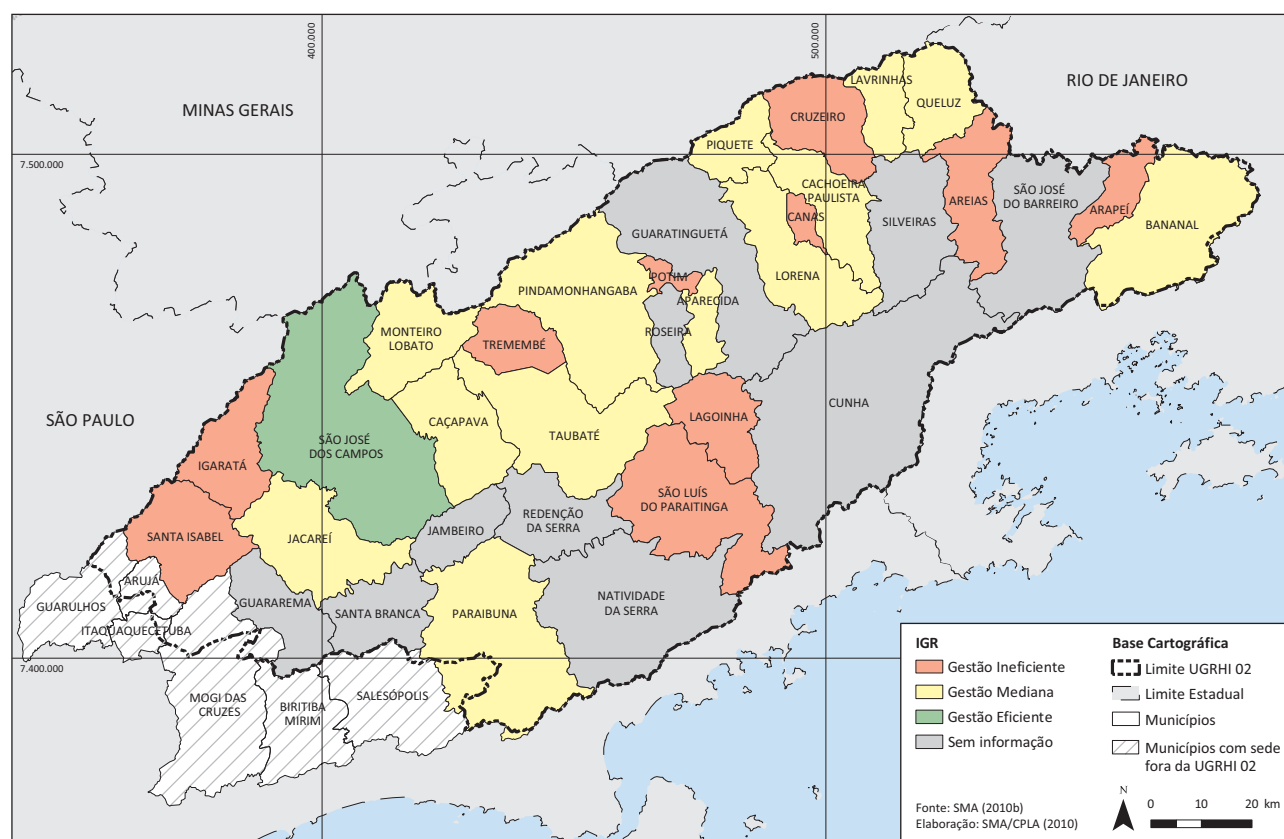 400.000
500.000
MINAS GERAIS
RIO DE JANEIRO
LAVRINHAS
QUELUZ
CRUZEIRO
7.500.000
PIQUETE
CACHOEIRA
PAULISTA
CANAS
SILVEIRAS
AREIAS
SÃO JOSÉ
DO BARREIRO
ARAPEÍ
BANANAL
GUARATINGUETÁ
LORENA
POTIM
PINDAMONHANGABA
APARECIDA
ROSEIRA
MONTEIRO
LOBATO
TREMEMBÉ
SÃO PAULO
CUNHA
LAGOINHA
CAÇAPAVA
TAUBATÉ
SÃO JOSÉ
DOS CAMPOS
IGARATÁ
SÃO LUÍS
DO PARAITINGA
REDENÇÃO
DA SERRA
JAMBEIRO
SANTA ISABEL
JACAREÍ
ARUJÁ
GUARULHOS
GUARAREMA
SANTA BRANCA
PARAIBUNA
NATIVIDADE
DA SERRA
ITAQUAQUECETUBA
7.400.000
MOGI DAS
CRUZES
BIRITIBA
MIRIM
SALESÓPOLIS
IGR
Gestão Ineficiente
Gestão Mediana
Gestão Eficiente
Sem informação
Base Cartográfica
Limite UGRHI 02
Limite Estadual
Municípios
Municípios com sede
fora da UGRHI 02
Fonte: SMA (2010b)
Elaboração: SMA/CPLA (2010)
N
0 10 20 km